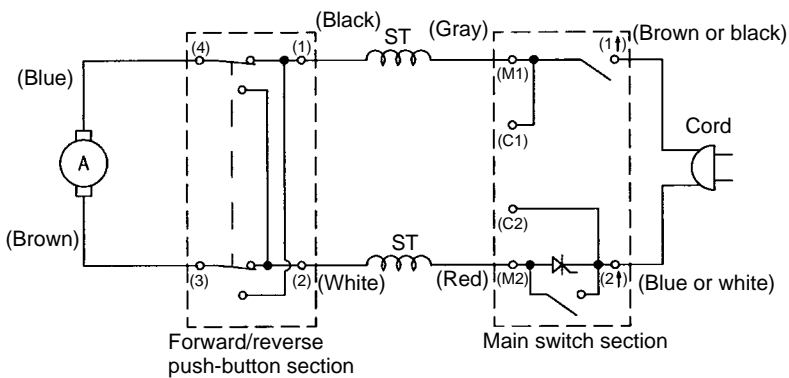 (Black)
ST
(Gray)
(4)
(1)
(1↑)
(Brown or black)
(Blue)
(M1)
(C1)
Cord
A
(C2)
(Brown)
ST
(3)
(2)
(White)
(Red)
(M2)
(2↑)
(Blue or white)
Forward/reverse
push-button section
Main switch section